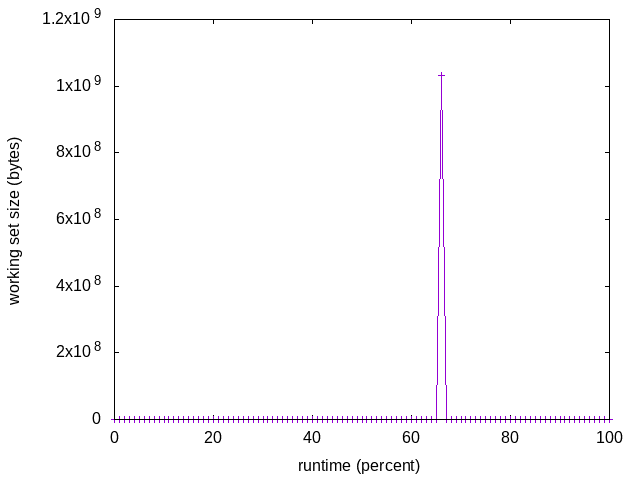 1.2x10^9
1x10^9
8x10^8
6x10^8
4x10^8
2x10^8
0
0 20 40 60 80 100
working set size (bytes)
runtime (percent)